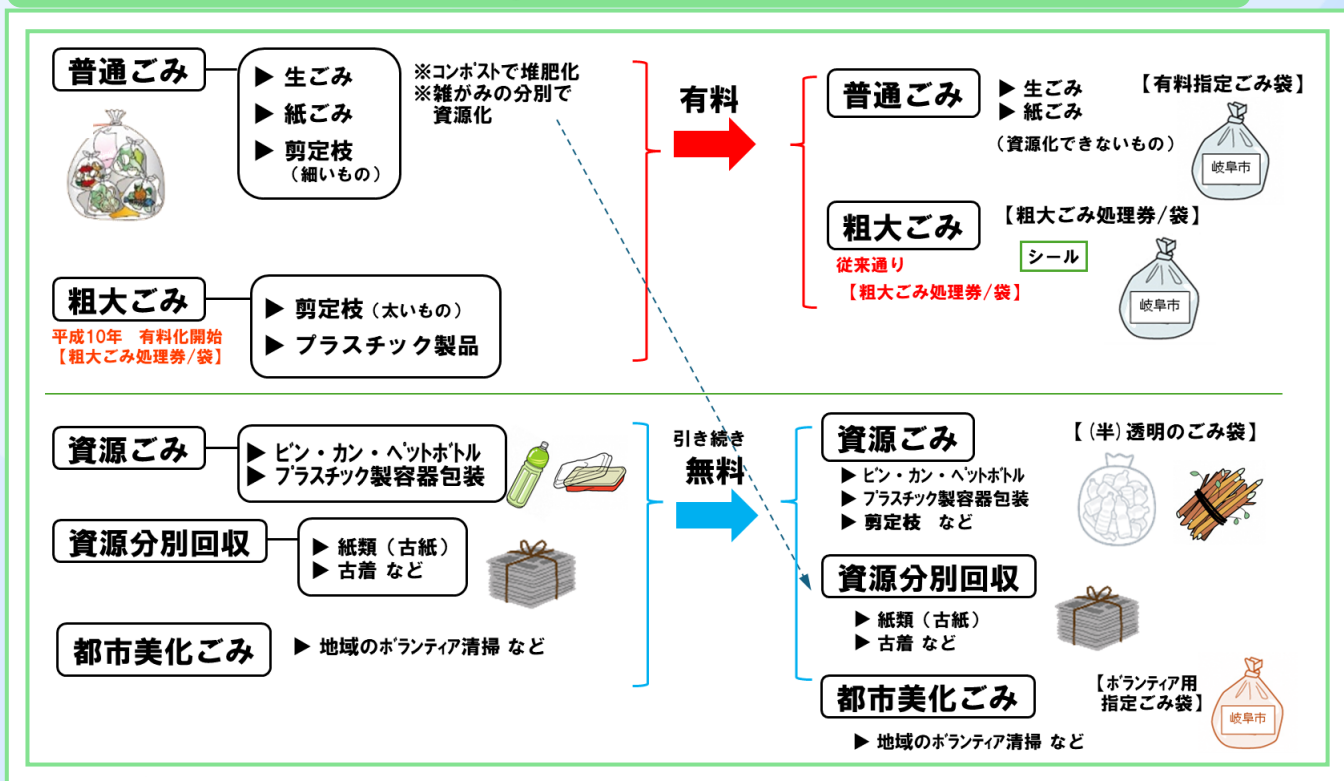 普通ごみ
▶ 生ごみ
▶ 紙ごみ
▶ 剪定枝
(細いもの)
※コンポストで堆肥化
※雑がみの分別で
資源化
粗大ごみ
平成10年 有料化開始
【粗大ごみ処理券/袋】
▶ 剪定枝(太いもの)
▶ プラスチック製品
有料
普通ごみ
▶ 生ごみ
▶ 紙ごみ
(資源化できないもの)
【有料指定ごみ袋】
岐阜市
粗大ごみ
従来通り
【粗大ごみ処理券/袋】
【粗大ごみ処理券/袋】
シール
岐阜市
資源ごみ
▶ ビン・カン・ペットボトル
▶ プラスチック製容器包装
資源分別回収
▶ 紙類(古紙)
▶ 古着 など
都市美化ごみ
▶ 地域のボランティア清掃 など
引き続き
無料
資源ごみ
▶ ビン・カン・ペットボトル
▶ プラスチック製容器包装
▶ 剪定枝 など
【(半)透明のごみ袋】
資源分別回収
▶ 紙類(古紙)
▶ 古着 など
都市美化ごみ
▶ 地域のボランティア清掃 など
【ボランティア用
指定ごみ袋】
岐阜市